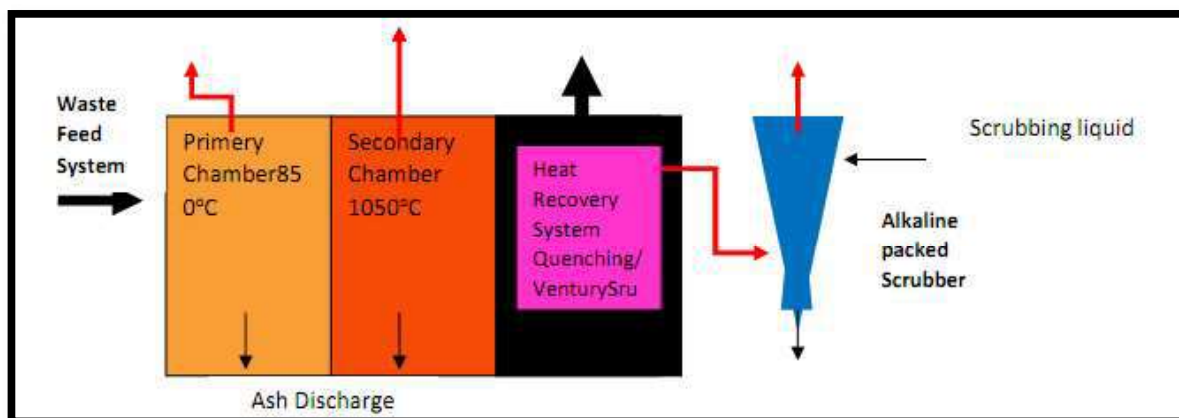 Waste
Feed
System
Primery
Chamber85
0°C
Secondary
Chamber
1050°C
Heat
Recovery
System
Quenching/
VenturySru
Scrubbing liquid
Alkaline
packed
Scrubber
Ash Discharge